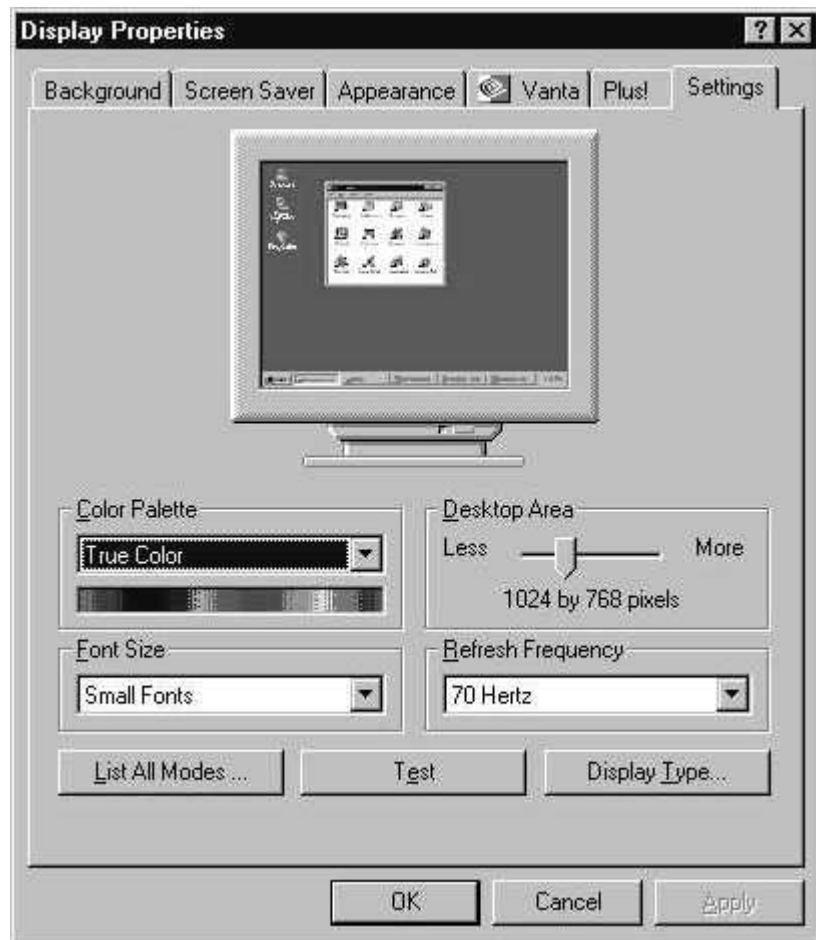 Display Properties
Background Screen Saver Appearance Vanta Plus! Settings
Color Palette
True Color
Desktop Area
Less More
1024 by 768 pixels
Font Size
Small Fonts
Refresh Frequency
70 Hertz
List All Modes ... Test Display Type...
OK Cancel Apply